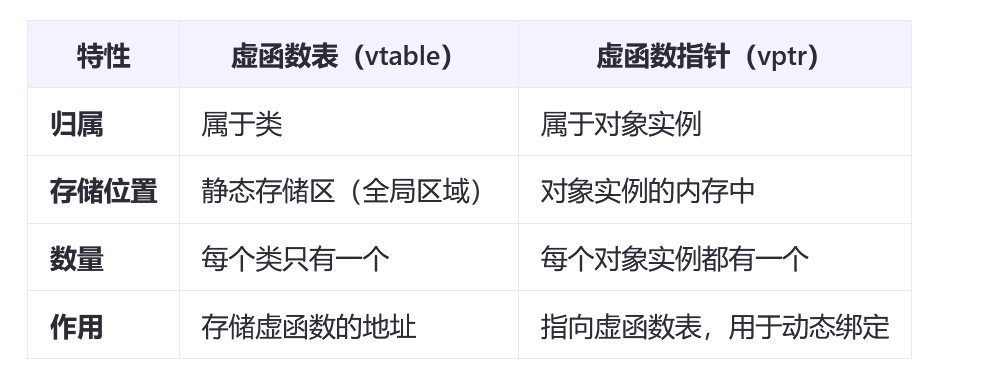 特性 虚函数表（vtable） 虚函数指针（vptr）
归属 属于类 属于对象实例
存储位置 静态存储区（全局区域） 对象实例的内存中
数量 每个类只有一个 每个对象实例都有一个
作用 存储虚函数的地址 指向虚函数表，用于动态绑定